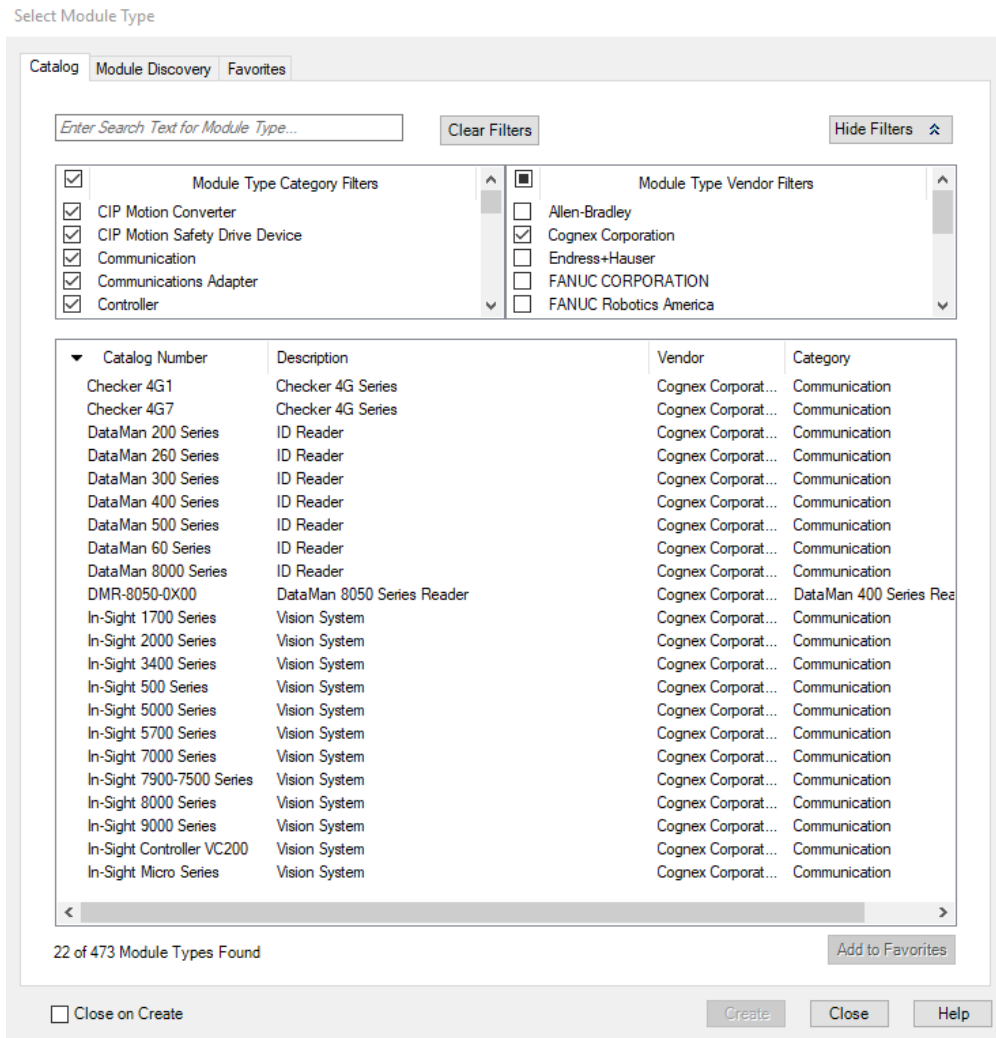 Select Module Type
Catalog Module Discovery Favorites
Enter Search Text for Module Type... Clear Filters Hide Filters
Module Type Category Filters Module Type Vendor Filters
CIP Motion Converter Allen-Bradley
CIP Motion Safety Drive Device Cognex Corporation
Communication Endress+Hauser
Communications Adapter FANUC CORPORATION
Controller FANUC Robotics America
Catalog Number Description Vendor Category
Checker 4G1 Checker 4G Series Cognex Corporat... Communication
Checker 4G7 Checker 4G Series Cognex Corporat... Communication
DataMan 200 Series ID Reader Cognex Corporat... Communication
DataMan 260 Series ID Reader Cognex Corporat... Communication
DataMan 300 Series ID Reader Cognex Corporat... Communication
DataMan 400 Series ID Reader Cognex Corporat... Communication
DataMan 500 Series ID Reader Cognex Corporat... Communication
DataMan 60 Series ID Reader Cognex Corporat... Communication
DataMan 8000 Series ID Reader Cognex Corporat... Communication
DMR-8050-0X00 DataMan 8050 Series Reader Cognex Corporat... DataMan 400 Series Rea
In-Sight 1700 Series Vision System Cognex Corporat... Communication
In-Sight 2000 Series Vision System Cognex Corporat... Communication
In-Sight 3400 Series Vision System Cognex Corporat... Communication
In-Sight 500 Series Vision System Cognex Corporat... Communication
In-Sight 5000 Series Vision System Cognex Corporat... Communication
In-Sight 5700 Series Vision System Cognex Corporat... Communication
In-Sight 7000 Series Vision System Cognex Corporat... Communication
In-Sight 7900-7500 Series Vision System Cognex Corporat... Communication
In-Sight 8000 Series Vision System Cognex Corporat... Communication
In-Sight 9000 Series Vision System Cognex Corporat... Communication
In-Sight Controller VC200 Vision System Cognex Corporat... Communication
In-Sight Micro Series Vision System Cognex Corporat... Communication
22 of 473 Module Types Found Add to Favorites
Close on Create Create Close Help